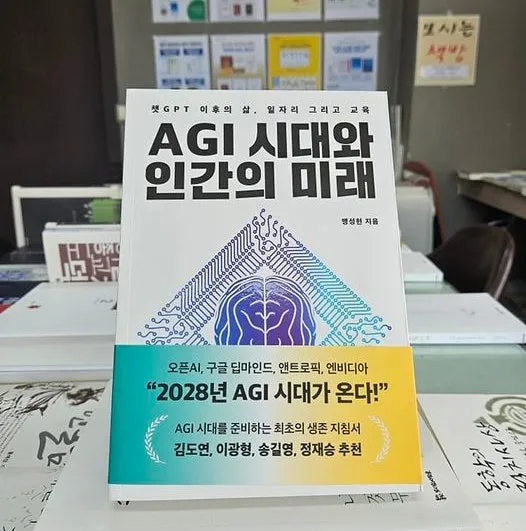 모시는
책방
챗GPT 이후의 삶, 일자리 그리고 교육
AGI 시대와
인간의 미래
맹성현 지음
오픈AI, 구글 딥마인드, 앤트로픽, 엔비디아
“2028년 AGI 시대가 온다!”
AGI 시대를 준비하는 최초의 생존 지침서
김도연, 이광형, 송길영, 정재승 추천